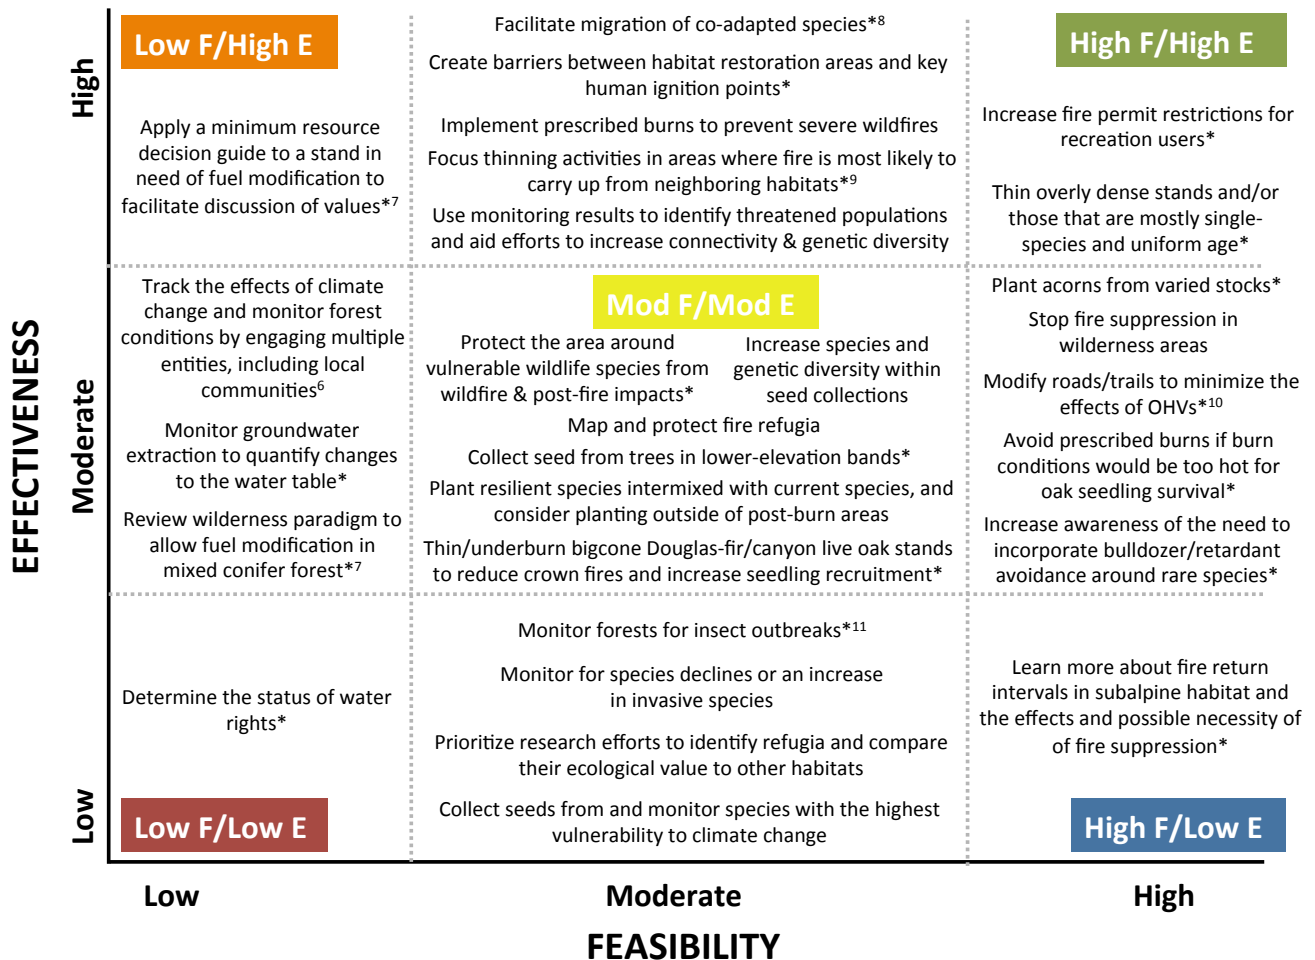 EFFECTIVENESS
High
Moderate
Low
Low F/High E
Apply a minimum resource
decision guide to a stand in
need of fuel modification to
facilitate discussion of values*7
Facilitate migration of co-adapted species*8
Create barriers between habitat restoration areas and key
human ignition points*
Implement prescribed burns to prevent severe wildfires
Focus thinning activities in areas where fire is most likely to
carry up from neighboring habitats*9
Use monitoring results to identify threatened populations
and aid efforts to increase connectivity & genetic diversity
High F/High E
Increase fire permit restrictions for
recreation users*
Thin overly dense stands and/or
those that are mostly single-
species and uniform age*
Track the effects of climate
change and monitor forest
conditions by engaging multiple
entities, including local
communities6
Monitor groundwater
extraction to quantify changes
to the water table*
Review wilderness paradigm to
allow fuel modification in
mixed conifer forest*7
Mod F/Mod E
Protect the area around
vulnerable wildlife species from
wildfire & post-fire impacts*
Increase species and
genetic diversity within
seed collections
Map and protect fire refugia
Collect seed from trees in lower-elevation bands*
Plant resilient species intermixed with current species, and
consider planting outside of post-burn areas
Thin/underburn bigcone Douglas-fir/canyon live oak stands
to reduce crown fires and increase seedling recruitment*
Plant acorns from varied stocks*
Stop fire suppression in
wilderness areas
Modify roads/trails to minimize the
effects of OHVs*10
Avoid prescribed burns if burn
conditions would be too hot for
oak seedling survival*
Increase awareness of the need to
incorporate bulldozer/retardant
avoidance around rare species*
Determine the status of water
rights*
Low F/Low E
Monitor forests for insect outbreaks*11
Monitor for species declines or an increase
in invasive species
Prioritize research efforts to identify refugia and compare
their ecological value to other habitats
Collect seeds from and monitor species with the highest
vulnerability to climate change
Learn more about fire return
intervals in subalpine habitat and
the effects and possible necessity of
of fire suppression*
High F/Low E
Low
Moderate
High
FEASIBILITY